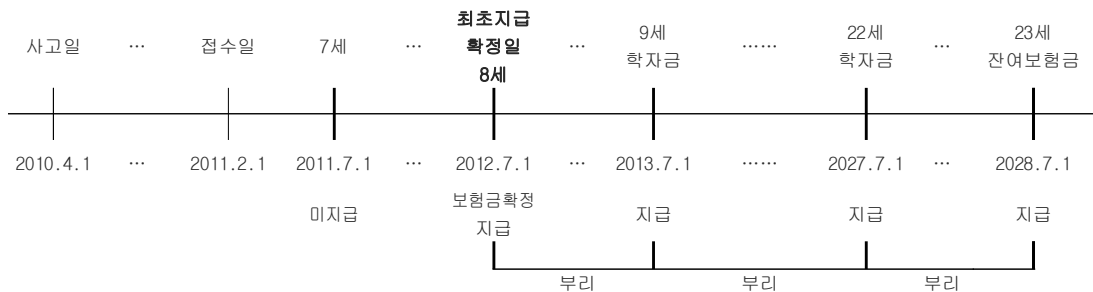 사고일 … 접수일 7세 … 최초지급 확정일 8세 … 9세 학자금 …… 22세 학자금 … 23세 잔여보험금
2010.4.1 … 2011.2.1 2011.7.1 … 2012.7.1 … 2013.7.1 …… 2027.7.1 … 2028.7.1
미지급 보험금확정 지급 지급 지급 지급
부리 부리 부리